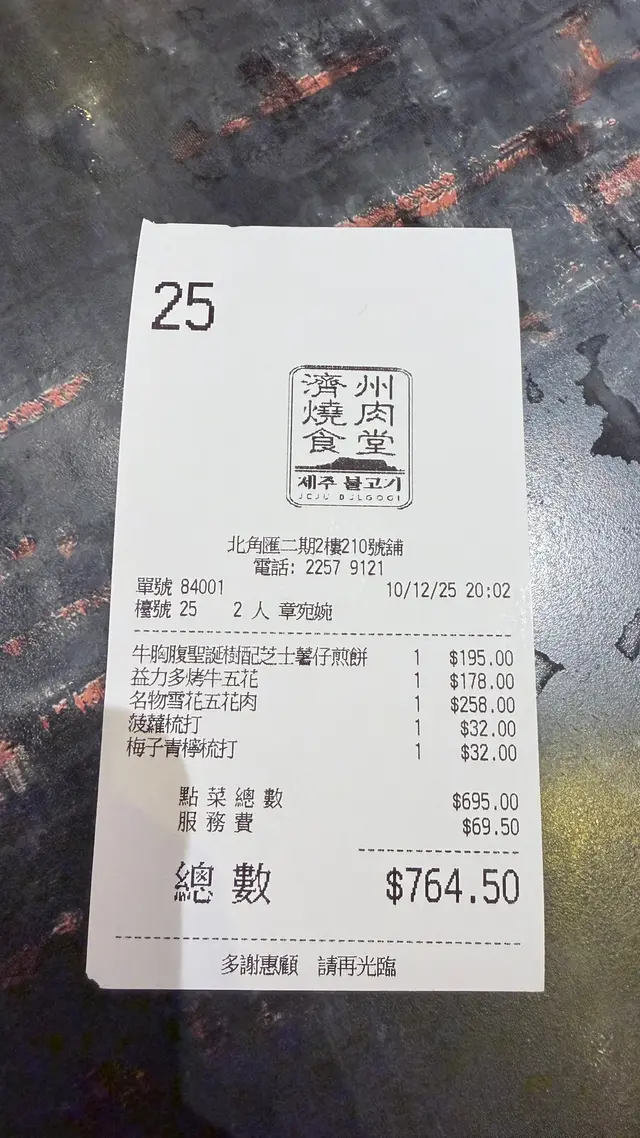 25
濟州
燒肉
食堂
제주 불고기
JEJU BULGOGI
北角匯二期2樓210號舖
電話: 2257 9121
單號 84001 10/12/25 20:02
檯號 25 2 人 章宛婉
牛胸腹聖誕樹配芝士薯仔煎餅 1 $195.00
益力多烤牛五花 1 $178.00
名物雪花五花肉 1 $258.00
菠蘿梳打 1 $32.00
梅子青檸梳打 1 $32.00
點菜總數 $695.00
服務費 $69.50
總數 $764.50
多謝惠顧 請再光臨